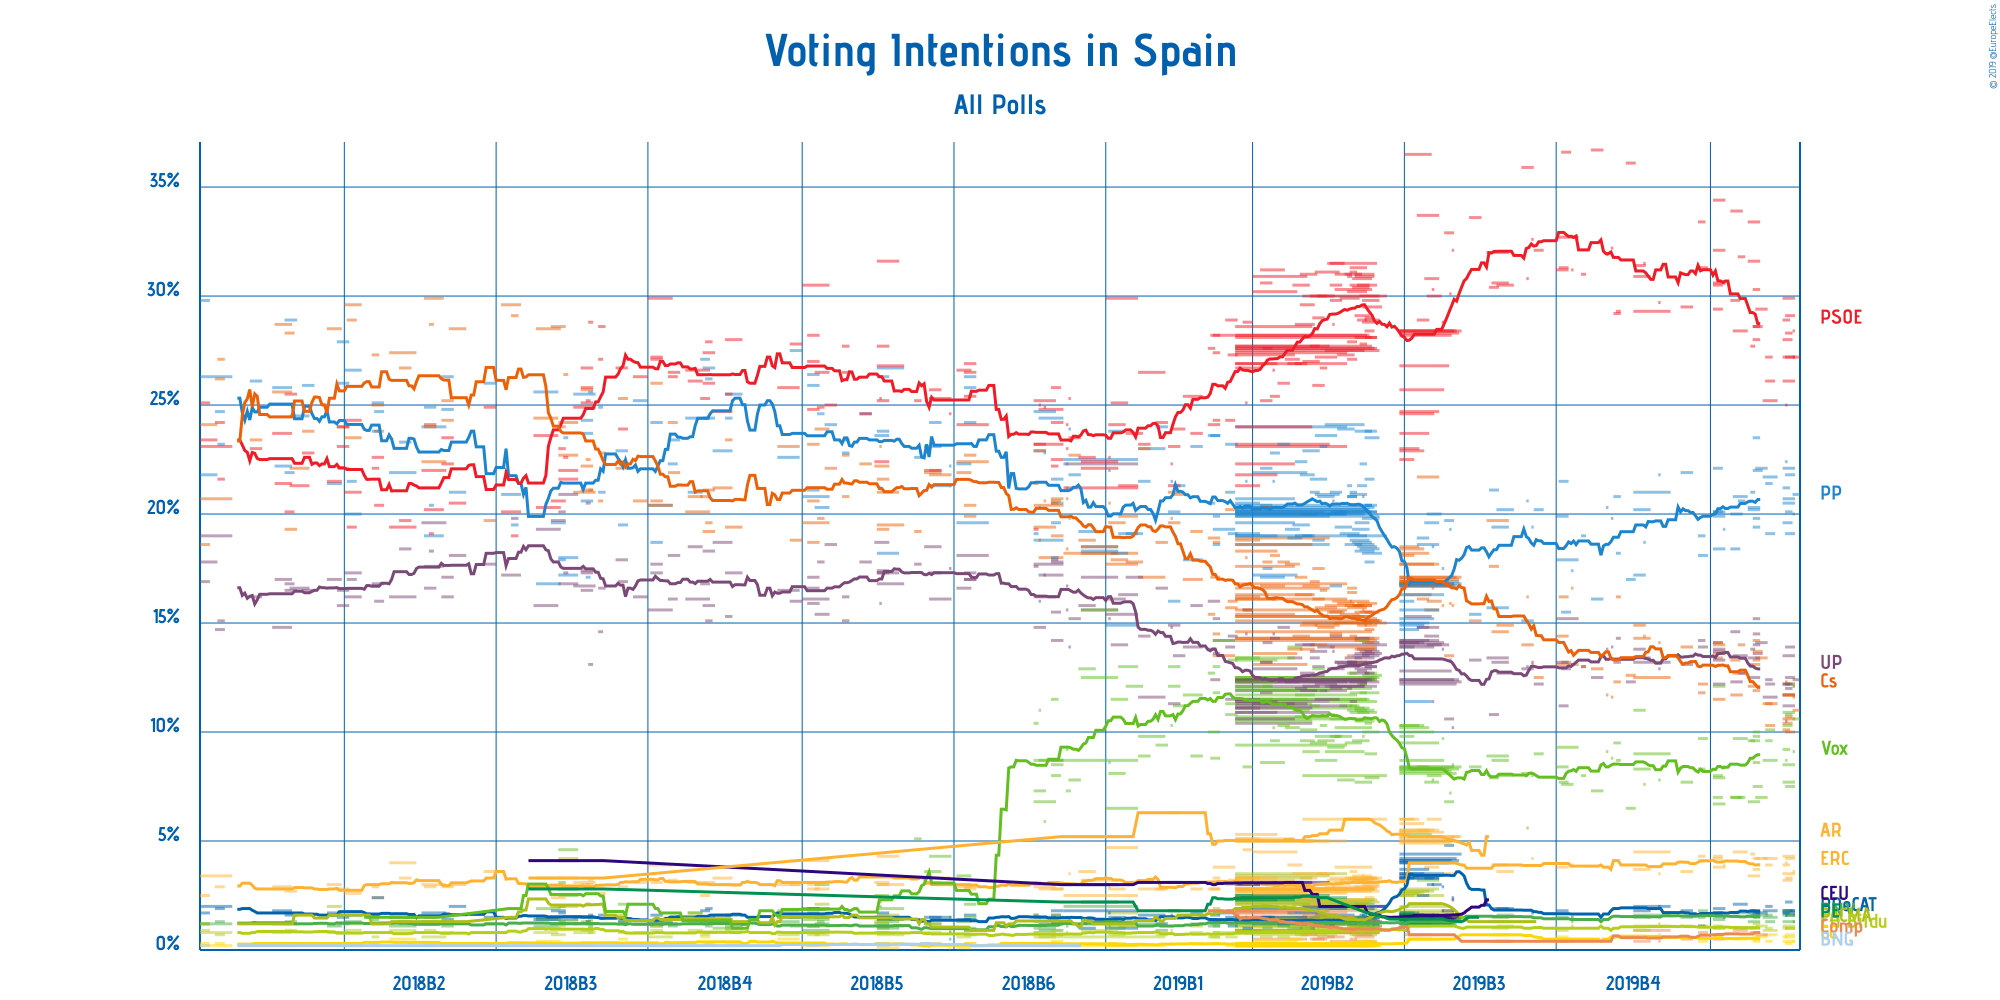 © 2019 @EuropeElects
Voting Intentions in Spain
All Polls
35%
30%
25%
20%
15%
10%
5%
0%
PSOE
PP
UP
Cs
Vox
AR
ERC
CEU
BNG
2018B2
2018B3
2018B4
2018B5
2018B6
2019B1
2019B2
2019B3
2019B4